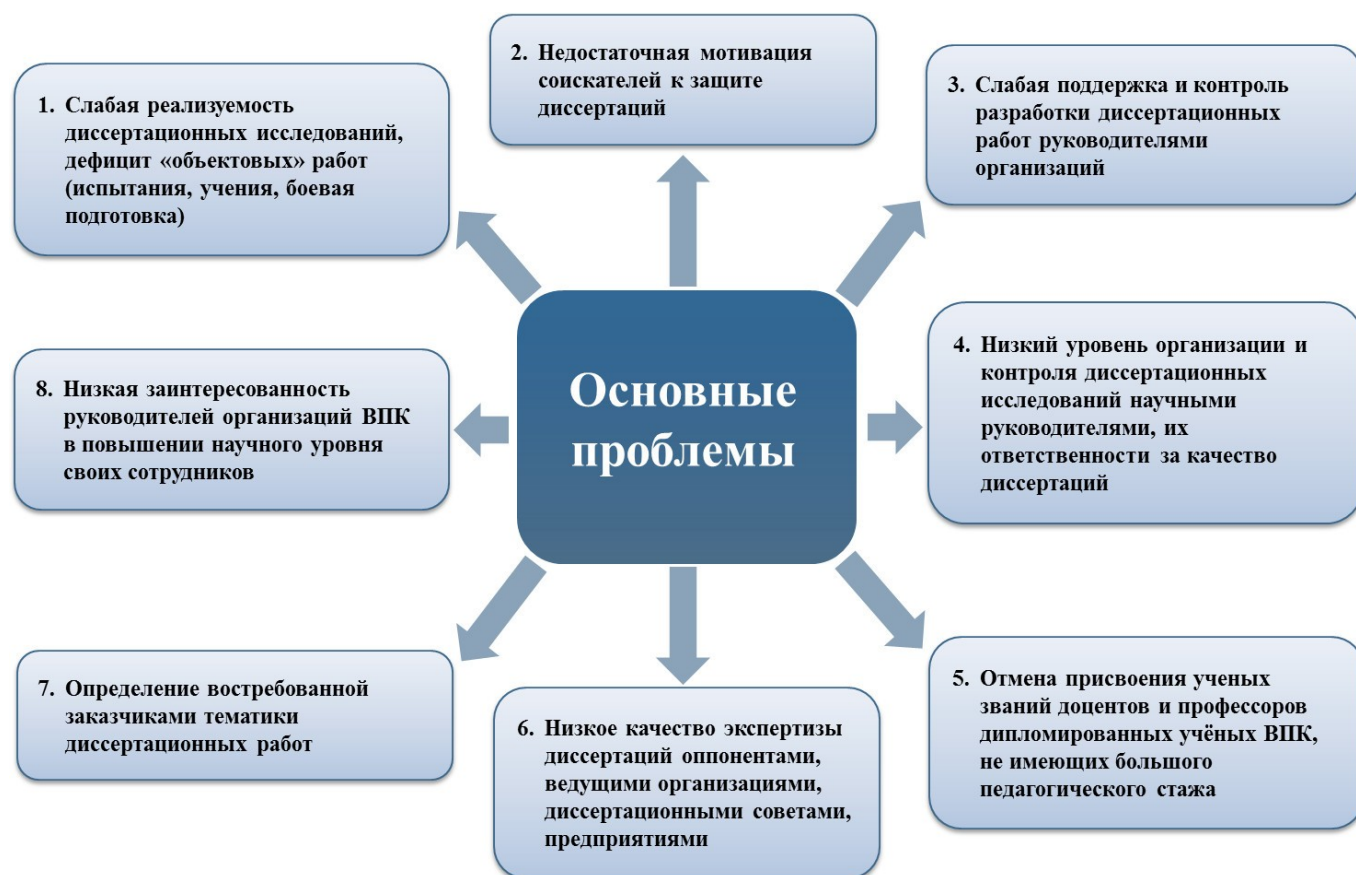 1. Слабая реализуемость
диссертационных исследований,
дефицит «объектовых» работ
(испытания, учения, боевая
подготовка)
2. Недостаточная мотивация
соискателей к защите
диссертаций
3. Слабая поддержка и контроль
разработки диссертационных
работ руководителями
организаций
8. Низкая заинтересованность
руководителей организаций ВПК
в повышении научного уровня
своих сотрудников
Основные
проблемы
4. Низкий уровень организации и
контроля диссертационных
исследований научными
руководителями, их
ответственности за качество
диссертаций
7. Определение востребованной
заказчиками тематики
диссертационных работ
6. Низкое качество экспертизы
диссертаций оппонентами,
ведущими организациями,
диссертационными советами,
предприятиями
5. Отмена присвоения ученых
званий доцентов и профессоров
дипломированных учёных ВПК,
не имеющих большого
педагогического стажа